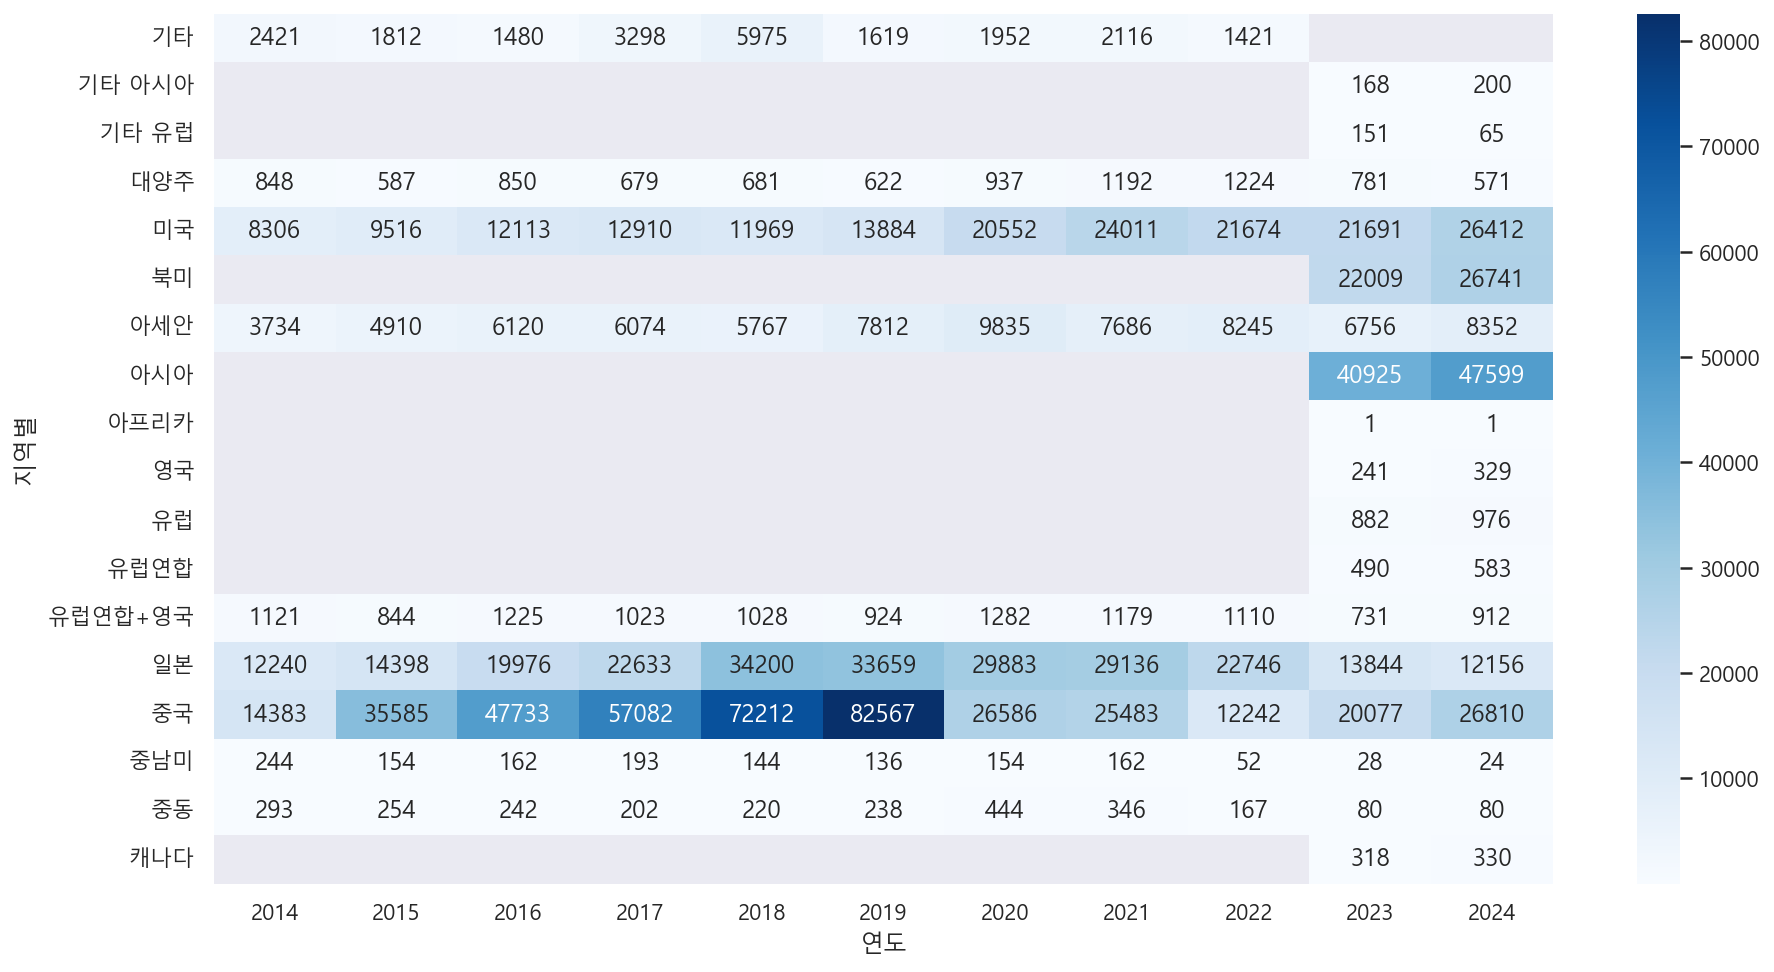 기타 2421 1812 1480 3298 5975 1619 1952 2116 1421
기타 아시아 168 200
기타 유럽 151 65
대양주 848 587 850 679 681 622 937 1192 1224 781 571
미국 8306 9516 12113 12910 11969 13884 20552 24011 21674 21691 26412
북미 22009 26741
아세안 3734 4910 6120 6074 5767 7812 9835 7686 8245 6756 8352
아시아 40925 47599
아프리카 1 1
영국 241 329
유럽 882 976
유럽연합 490 583
유럽연합+영국 1121 844 1225 1023 1028 924 1282 1179 1110 731 912
일본 12240 14398 19976 22633 34200 33659 29883 29136 22746 13844 12156
중국 14383 35585 47733 57082 72212 82567 26586 25483 12242 20077 26810
중남미 244 154 162 193 144 136 154 162 52 28 24
중동 293 254 242 202 220 238 444 346 167 80 80
캐나다 318 330
2014 2015 2016 2017 2018 2019 2020 2021 2022 2023 2024
연도
지역별
80000
70000
60000
50000
40000
30000
20000
10000